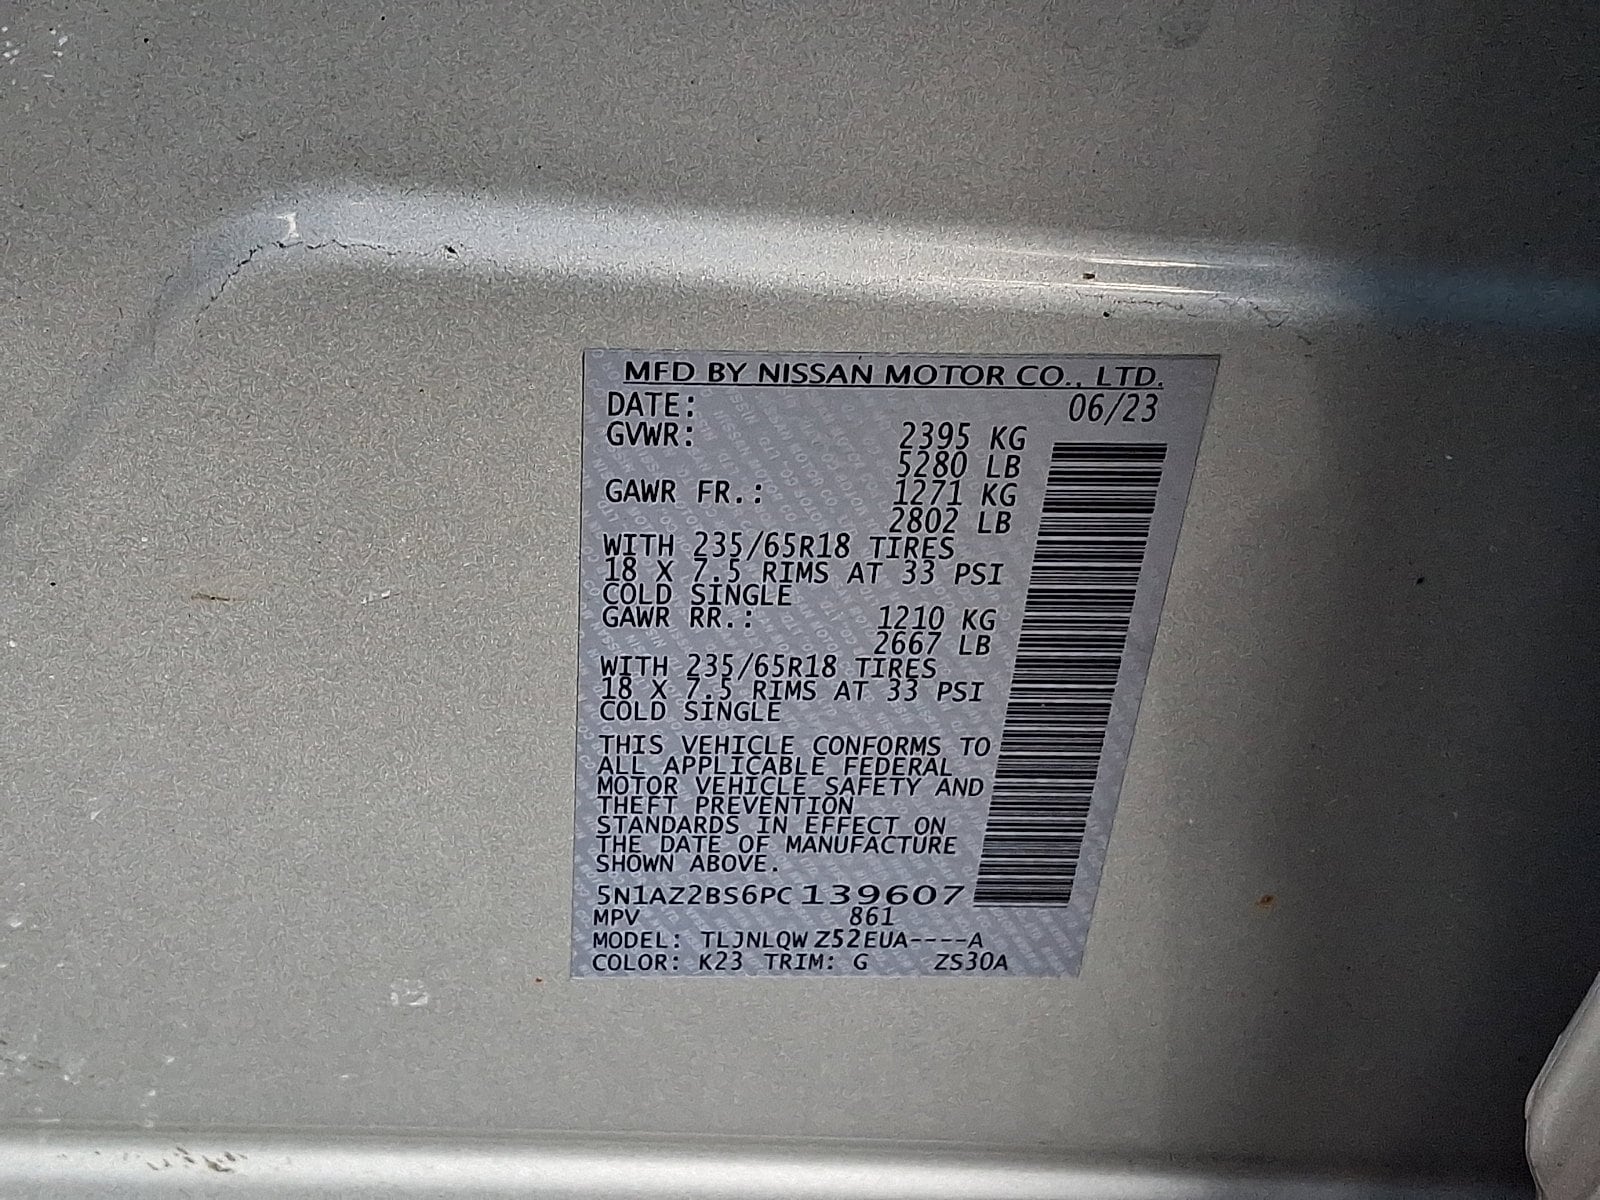 MFD BY NISSAN MOTOR CO., LTD.
DATE: 06/23
GVWR: 2395 KG
5280 LB
GAWR FR.: 1271 KG
2802 LB
WITH 235/65R18 TIRES
18 X 7.5 RIMS AT 33 PSI
COLD SINGLE
GAWR RR.: 1210 KG
2667 LB
WITH 235/65R18 TIRES
18 X 7.5 RIMS AT 33 PSI
COLD SINGLE
THIS VEHICLE CONFORMS TO
ALL APPLICABLE FEDERAL
MOTOR VEHICLE SAFETY AND
THEFT PREVENTION
STANDARDS IN EFFECT ON
THE DATE OF MANUFACTURE
SHOWN ABOVE.
5N1AZ2BS6PC139607
MPV 861
MODEL: TLJNLQW Z52EUA----A
COLOR: K23 TRIM: G ZS30A